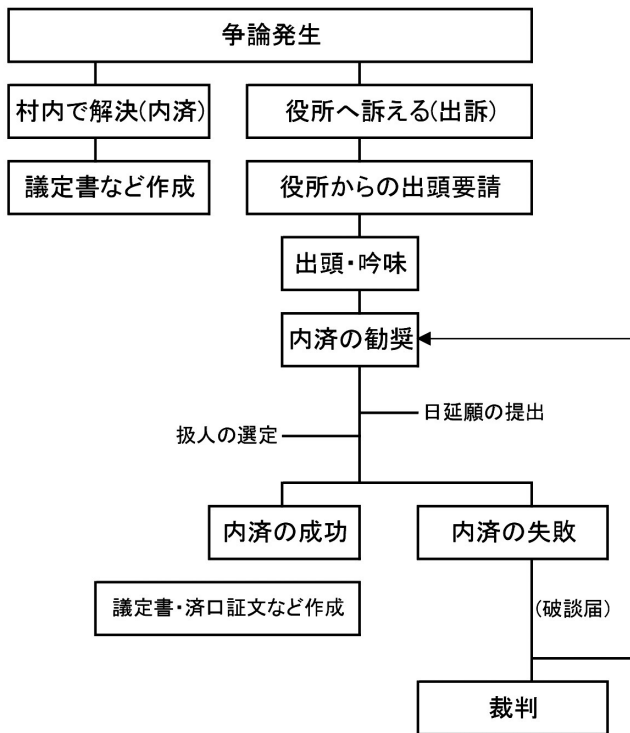 争論発生
村内で解決(内済)
役所へ訴える(出訴)
議定書など作成
役所からの出頭要請
出頭・吟味
内済の勧奨
日延願の提出
扱人の選定
内済の成功
内済の失敗
議定書・済口証文など作成
(破談届)
裁判